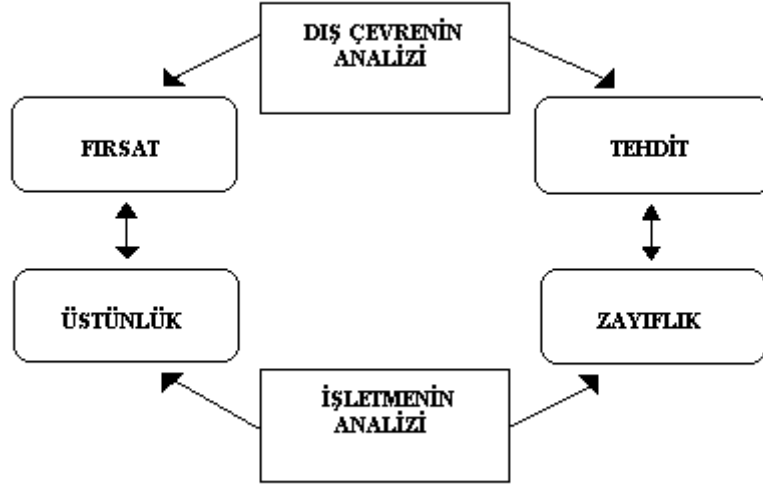 DIŞ ÇEVRENİN
ANALİZİ
FIRSAT
TEHDİT
ÜSTÜNLÜK
ZAYIFLIK
İŞLETMENİN
ANALİZİ